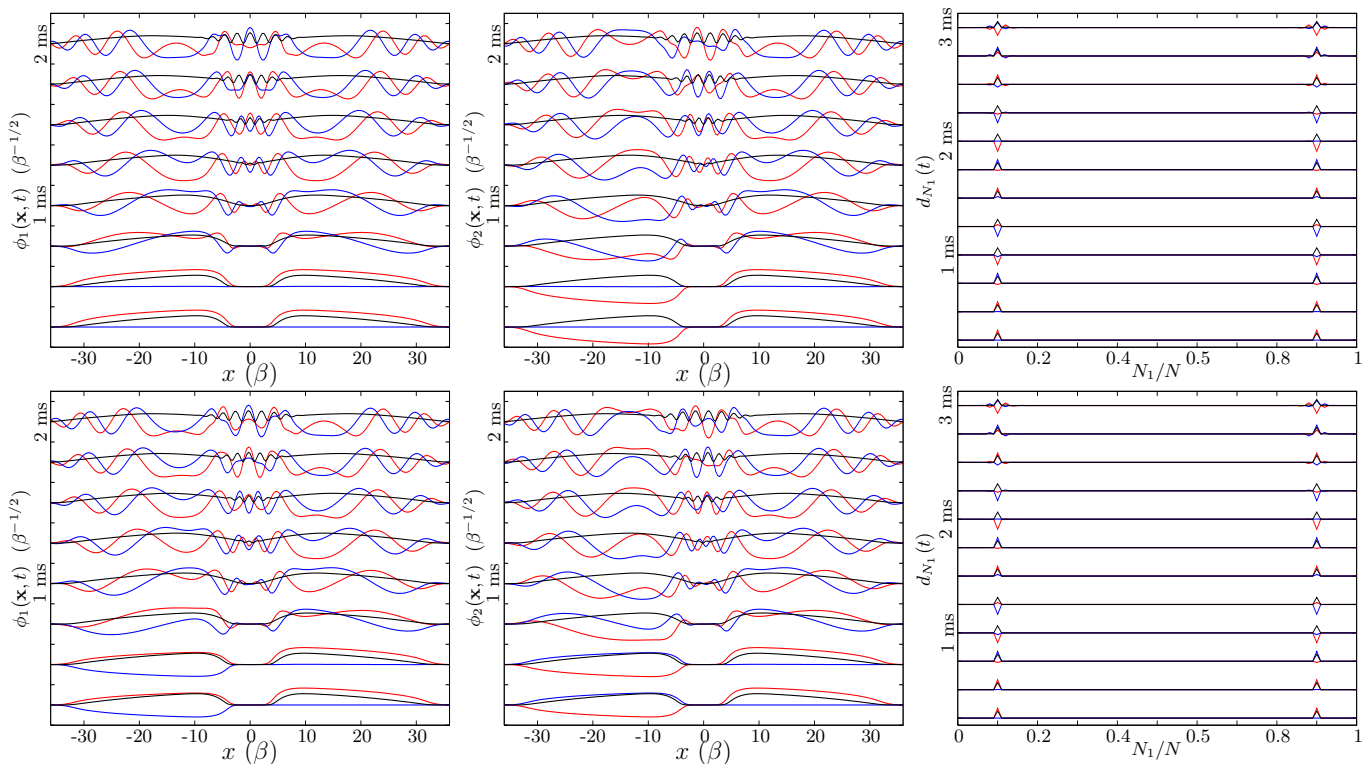 2 ms
1 ms
ϕ₁(x, t) (β⁻¹/²)
-30 -20 -10 0 10 20 30
x (β)
2 ms
1 ms
ϕ₂(x, t) (β⁻¹/²)
-30 -20 -10 0 10 20 30
x (β)
3 ms
2 ms
1 ms
d_{N₁}(t)
0 0.2 0.4 0.6 0.8 1
N₁/N
2 ms
1 ms
ϕ₁(x, t) (β⁻¹/²)
-30 -20 -10 0 10 20 30
x (β)
2 ms
1 ms
ϕ₂(x, t) (β⁻¹/²)
-30 -20 -10 0 10 20 30
x (β)
3 ms
2 ms
1 ms
d_{N₁}(t)
0 0.2 0.4 0.6 0.8 1
N₁/N